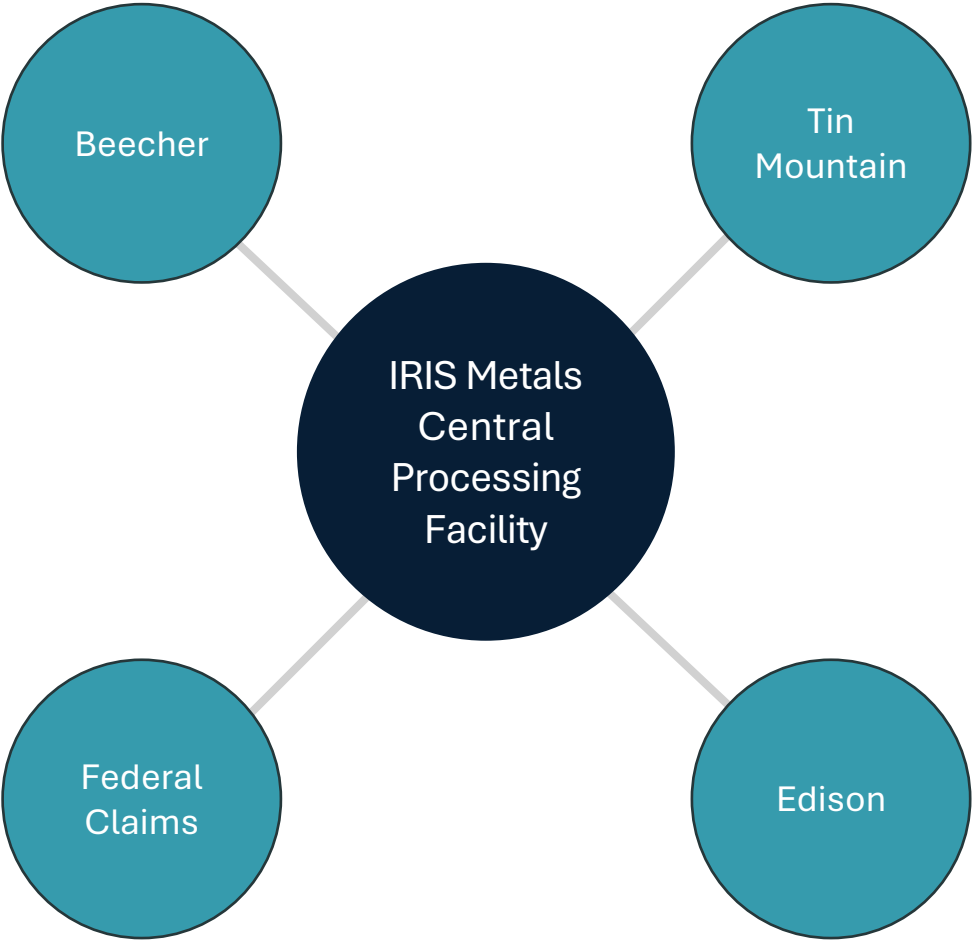 Beecher
Tin
Mountain
IRIS Metals
Central
Processing
Facility
Federal
Claims
Edison